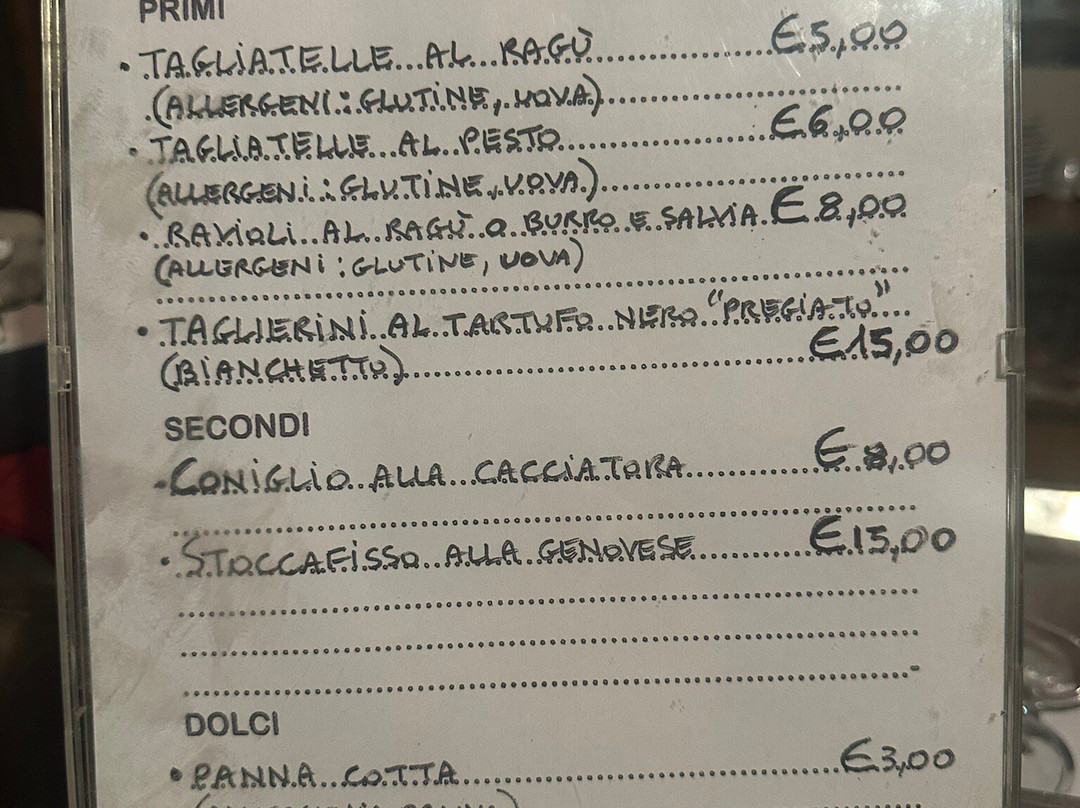 PRIMI
• TAGLIATELLE AL RAGÙ €5,00
(ALLERGENI: GLUTINE, UOVA)
• TAGLIATELLE AL PESTO €6,00
(ALLERGENI: GLUTINE, UOVA)
• RAVIOLI AL RAGÙ O BURRO E SALVIA €8,00
(ALLERGENI: GLUTINE, UOVA)
• TAGLIERINI AL TARTUFO NERO "PREGIATO"
(BIANCHETTO) €15,00
SECONDI
- CONIGLIO ALLA CACCIATORA €8,00
• STOCCAFISSO ALLA GENOVESE €15,00
DOLCI
• PANNA COTTA €3,00